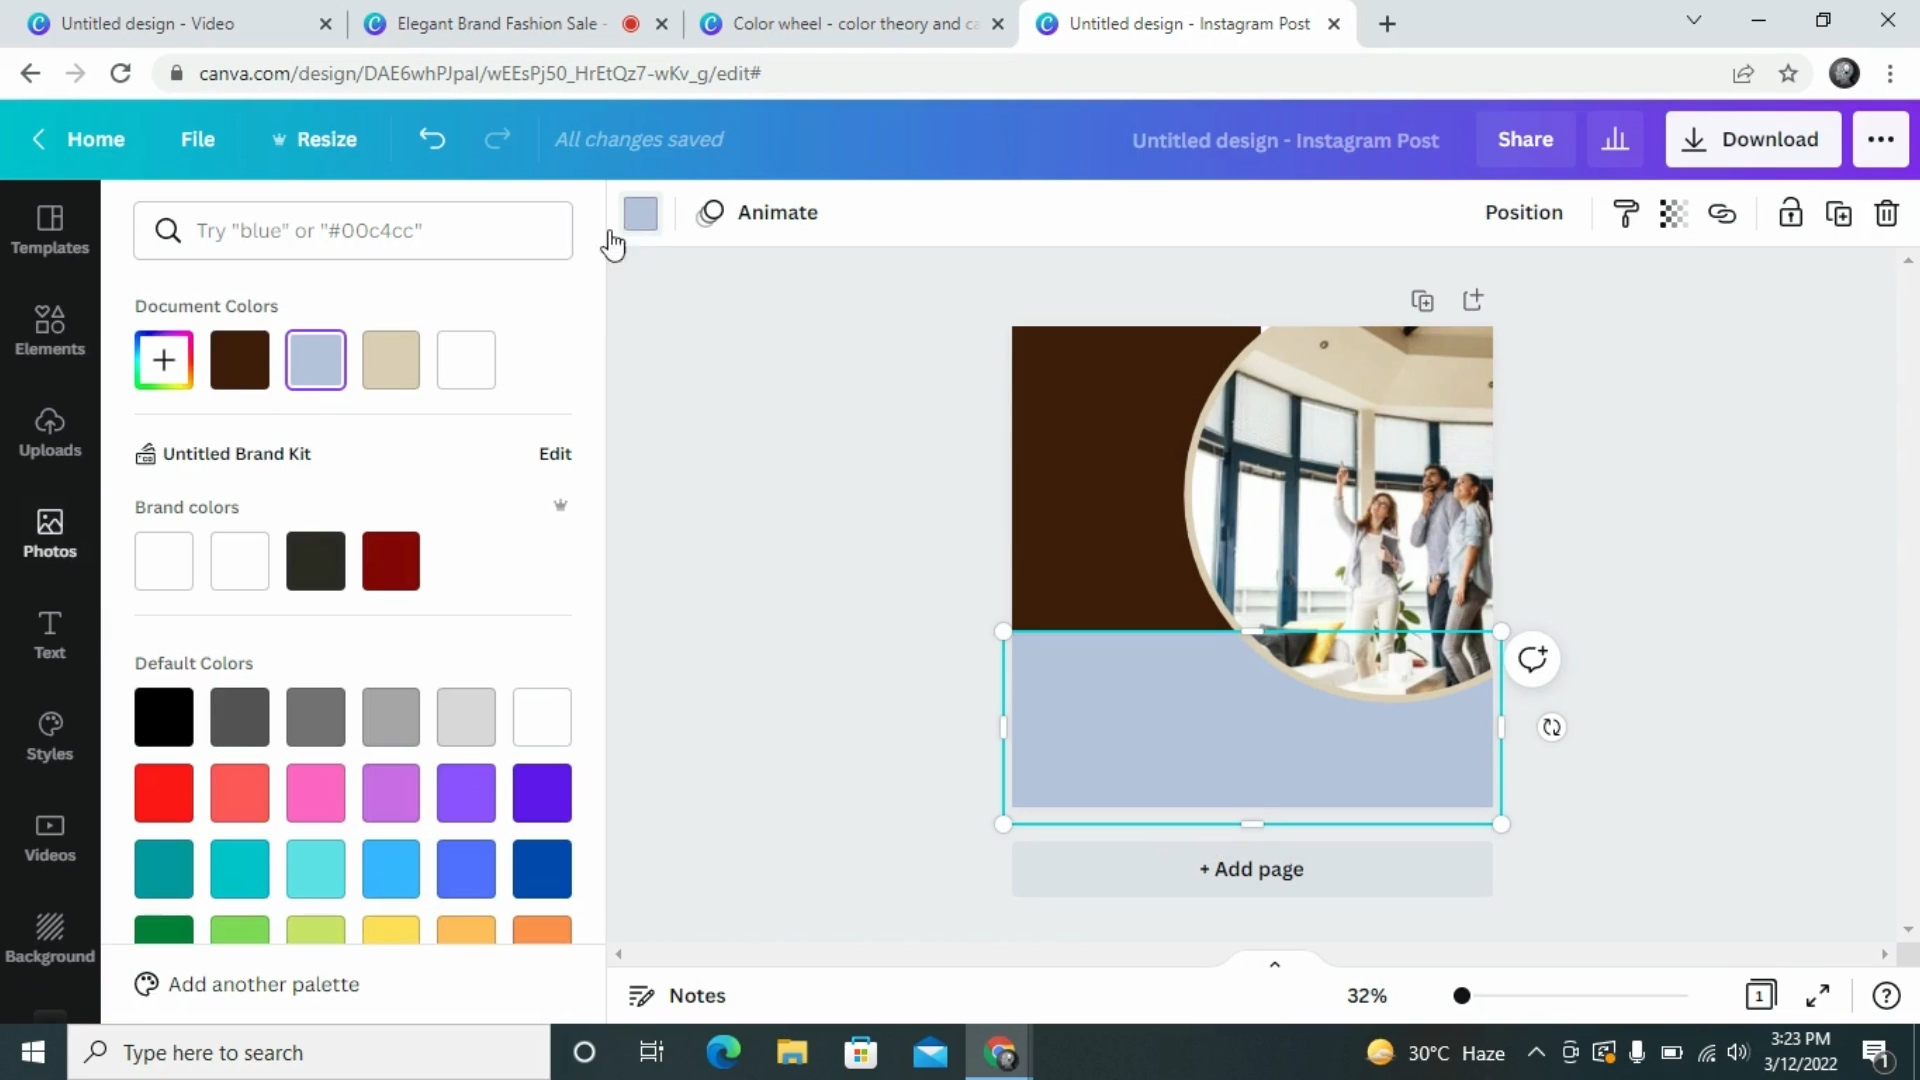 Untitled design - Video
Elegant Brand Fashion Sale -
Color wheel - color theory and ca
Untitled design - Instagram Post
canva.com/design/DAE6whPJpaI/wEEsPj50_HrEtQz7-wKv_g/edit#
Home
File
Resize
All changes saved
Untitled design - Instagram Post
Share
Download
Templates
Elements
Uploads
Photos
Text
Styles
Videos
Background
Try "blue" or "#00c4cc"
Document Colors
Untitled Brand Kit
Edit
Brand colors
Default Colors
Add another palette
Animate
Position
+ Add page
Notes
32%
1
Type here to search
30°C Haze
3:23 PM
3/12/2022
1